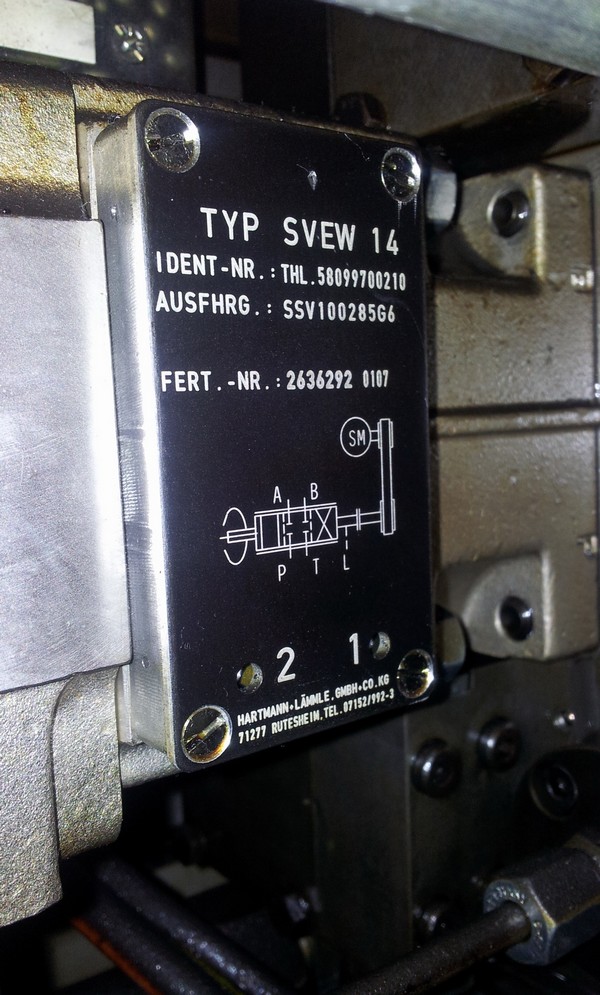 TYP SVEW 14
IDENT-NR.: THL.58099700210
AUSFHRG.: SSV100285G6
FERT.-NR.: 2636292 0107
SM
A B
P T L
2 1
HARTMANN+LÄMMLE.GMBH+CO.KG
71277 RUTESHEIM.TEL.07152/992-3